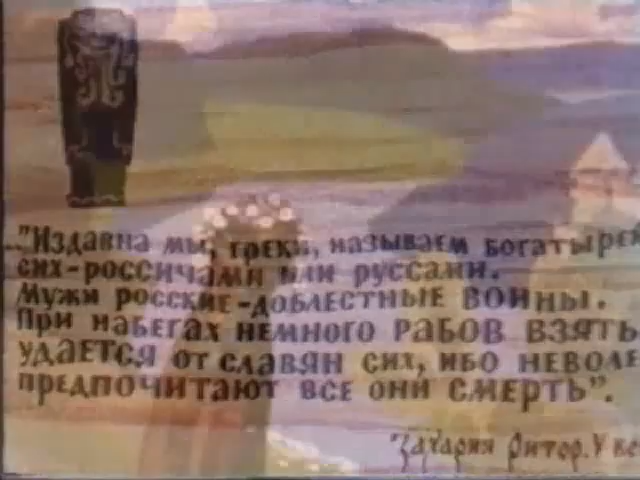 ..."Издавна мы, греки, называем богатырей
сих-россичами или руссами.
Мужи росские-доблестные воины.
При набегах немного рабов взять
удается от славян сих, ибо неволе
предпочитают все они смерть".
Захария Ритор. V ве